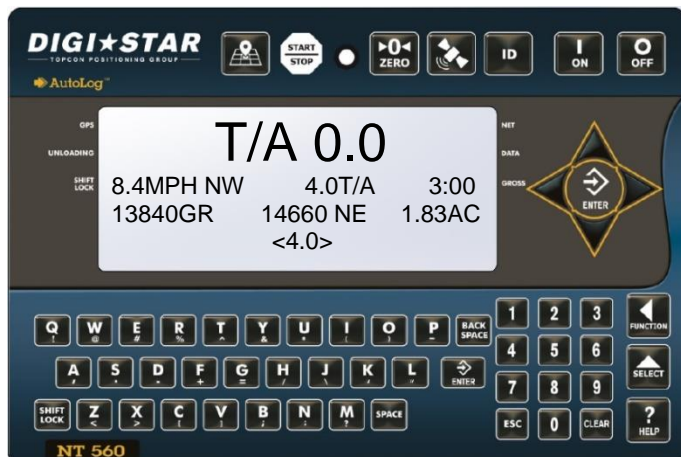 DIGI★STAR
TOPCON POSITIONING GROUP
AutoLog™
START STOP
▶0◀ ZERO
ID
I ON
O OFF
GPS
UNLOADING
SHIFT LOCK
T/A 0.0
8.4MPH NW 4.0T/A 3:00
13840GR 14660 NE 1.83AC
<4.0>
NET
DATA
GROSS
ENTER
Q ! W @ E # R % T ^ Y & U * I ( O ) P _ BACK SPACE
A , S . D - F + G = H / J \ K ' L " ENTER
SHIFT LOCK Z < X > C [ V ] B ; N : M ? SPACE
1 2 3
4 5 6
7 8 9
ESC 0 CLEAR
FUNCTION
SELECT
? HELP
NT 560